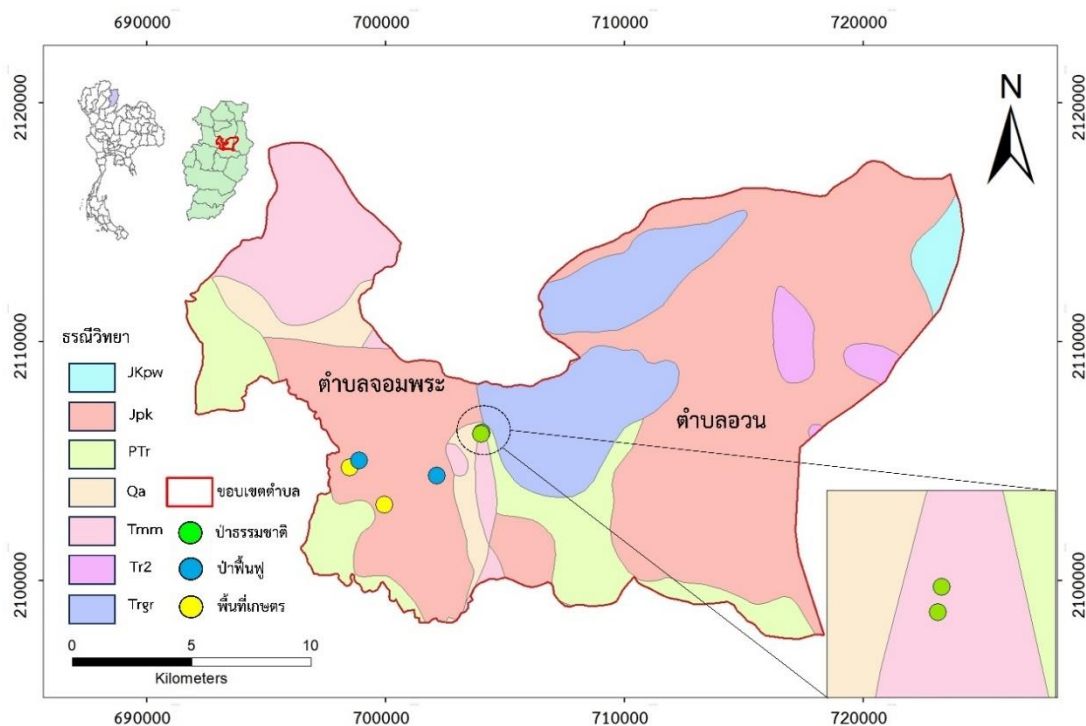 690000 700000 710000 720000
2120000 2120000
N
2110000 2110000
ธรณีวิทยา
JKpw
Jpk
PTr
Qa
Tmm
Tr2
Trgr
ขอบเขตตำบล
ป่าธรรมชาติ
ป่าฟื้นฟู
พื้นที่เกษตร
ตำบลจอมพระ
ตำบลอวน
2100000 2100000
0 5 10
Kilometers
690000 700000 710000 720000